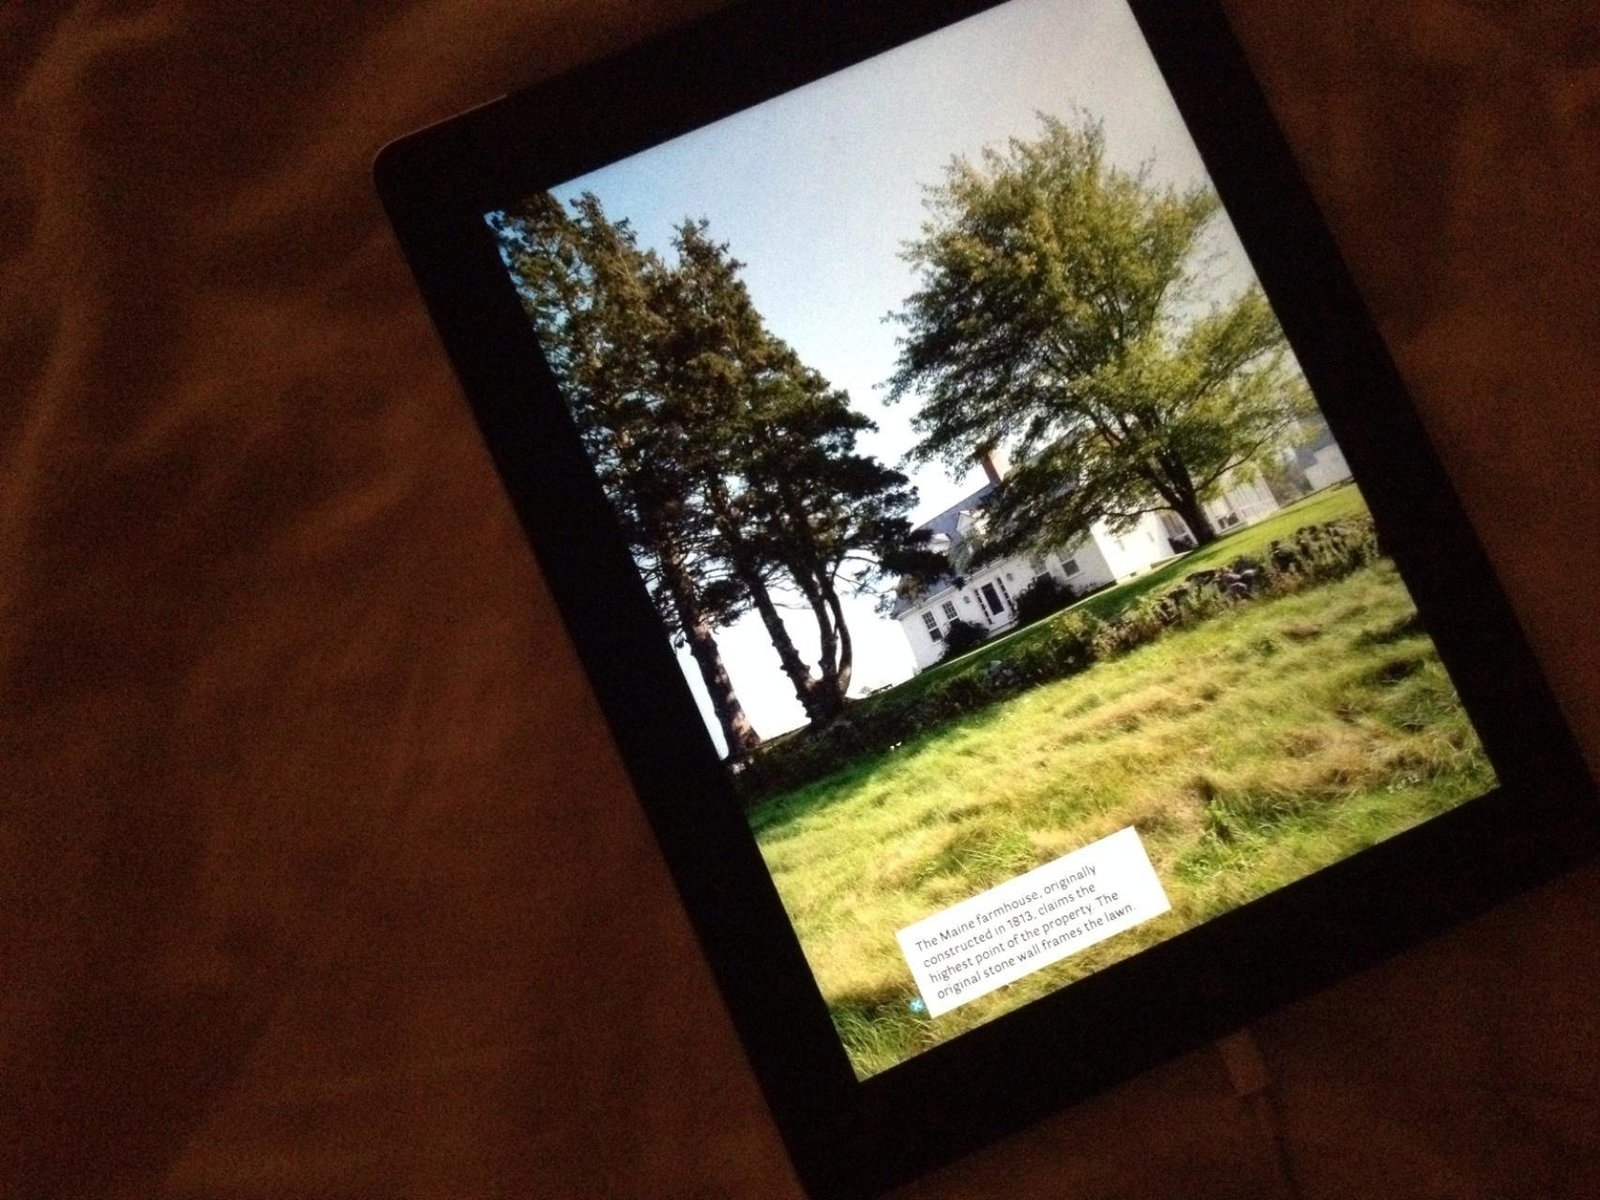 The Maine farmhouse, originally
constructed in 1813, claims the
highest point of the property. The
original stone wall frames the lawn.